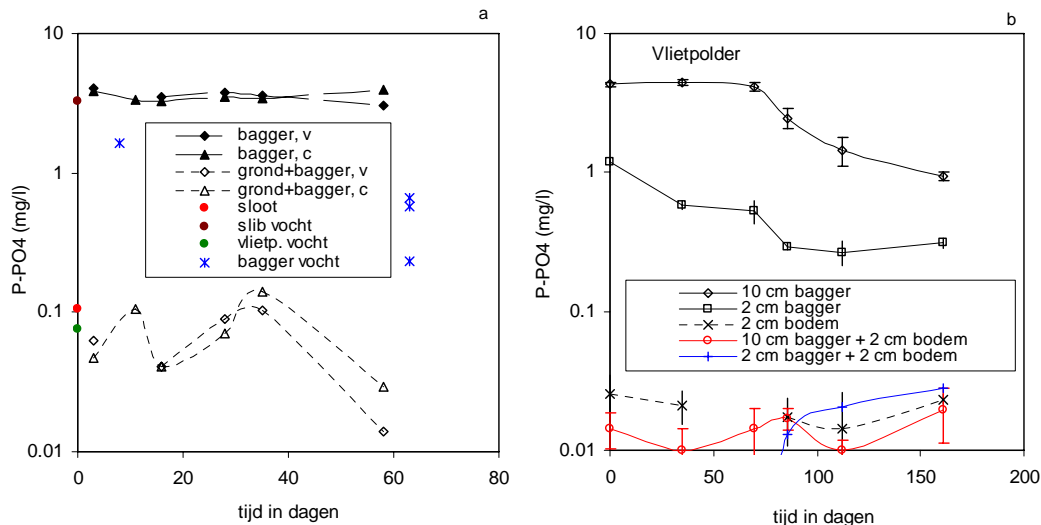 a
10
1
0.1
0.01
P-PO4 (mg/l)
0
20
40
60
80
tijd in dagen
bagger, v
bagger, c
grond+bagger, v
grond+bagger, c
sloot
slib vocht
vlietp. vocht
bagger vocht
b
Vlietpolder
10
1
0.1
0.01
P-PO4 (mg/l)
0
50
100
150
200
tijd in dagen
10 cm bagger
2 cm bagger
2 cm bodem
10 cm bagger + 2 cm bodem
2 cm bagger + 2 cm bodem